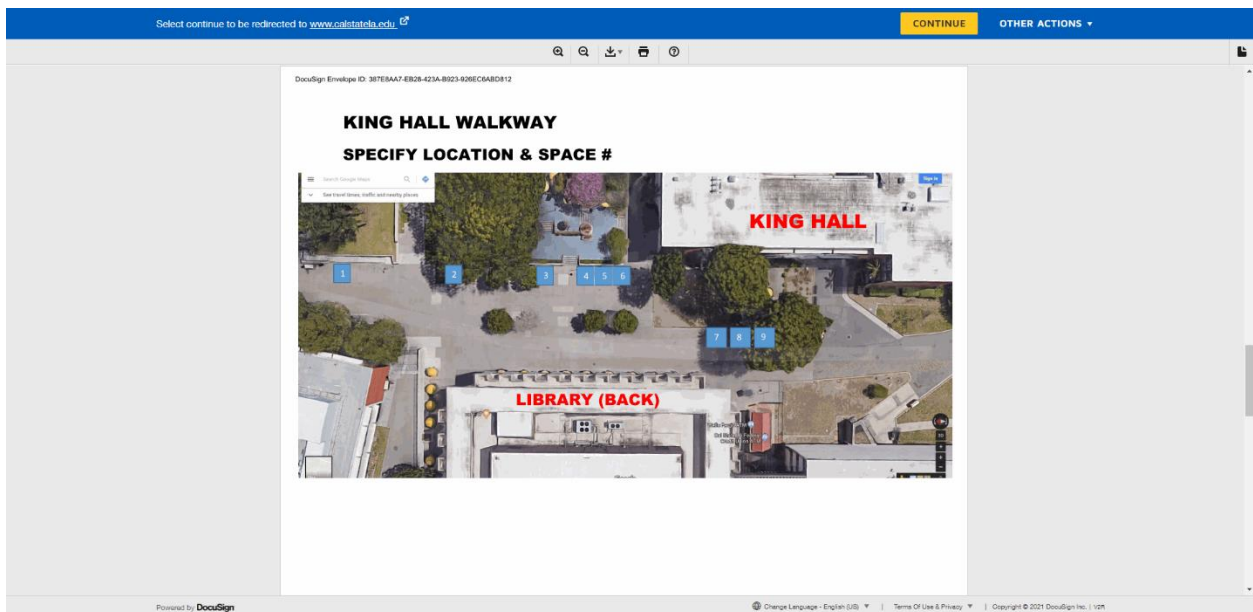 Select continue to be redirected to www.calstatela.edu
CONTINUE
OTHER ACTIONS
DocuSign Envelope ID: 387E8AA7-EB28-423A-B923-926EC6ABD812
KING HALL WALKWAY
SPECIFY LOCATION & SPACE #
Search Google Maps
See travel times, traffic and nearby places
Sign in
KING HALL
1
2
3
4
5
6
7
8
9
LIBRARY (BACK)
Powered by DocuSign
Change Language - English (US) | Terms Of Use & Privacy | Copyright © 2021 DocuSign Inc. | V2R